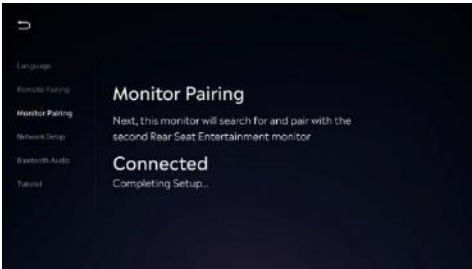 Language
Remote Pairing
Monitor Pairing
Network Setup
Bluetooth Audio
Tutorial
Monitor Pairing
Next, this monitor will search for and pair with the
second Rear Seat Entertainment monitor
Connected
Completing Setup..